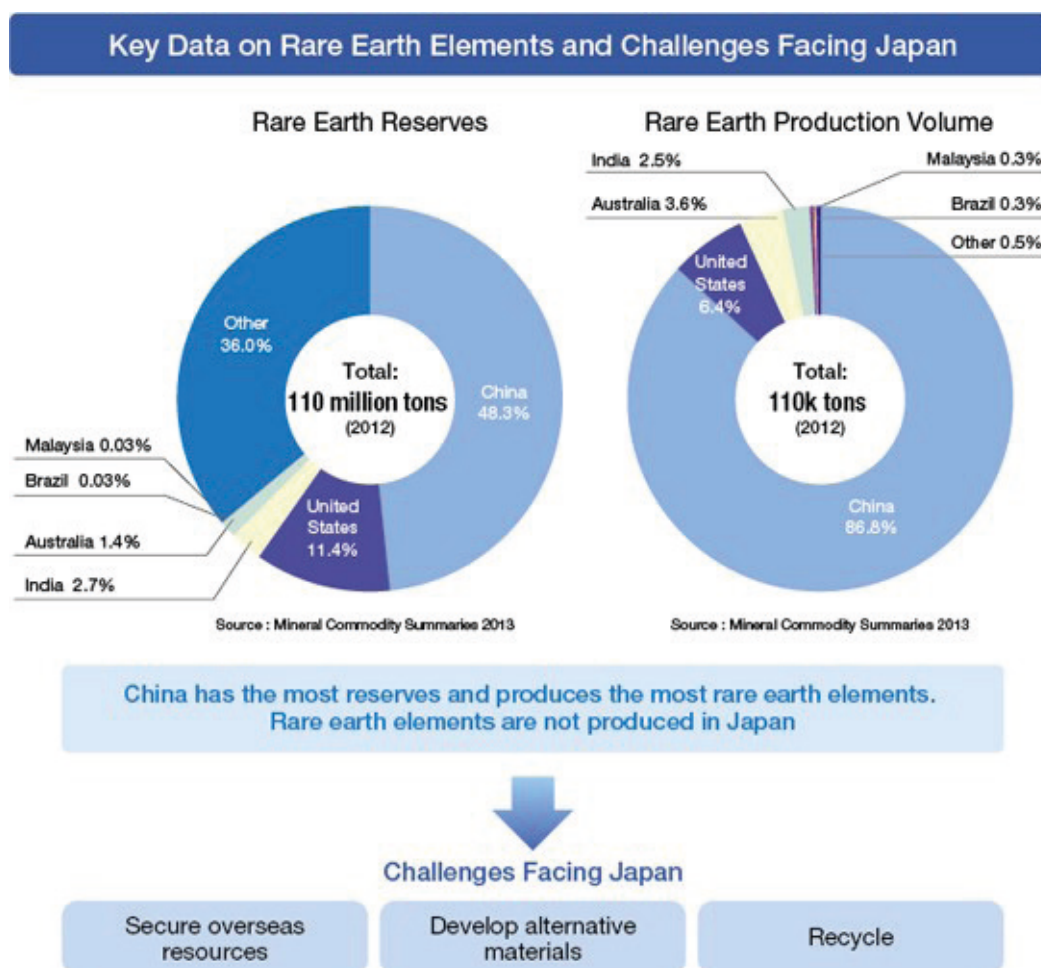 Key Data on Rare Earth Elements and Challenges Facing Japan
Rare Earth Reserves
Other
36.0%
China
48.3%
Total:
110 million tons
(2012)
Malaysia 0.03%
Brazil 0.03%
Australia 1.4%
India 2.7%
United
States
11.4%
Source : Mineral Commodity Summaries 2013
Rare Earth Production Volume
India 2.5%
Malaysia 0.3%
Australia 3.6%
Brazil 0.3%
Other 0.5%
United
States
6.4%
Total:
110k tons
(2012)
China
86.8%
Source : Mineral Commodity Summaries 2013
China has the most reserves and produces the most rare earth elements.
Rare earth elements are not produced in Japan
Challenges Facing Japan
Secure overseas
resources
Develop alternative
materials
Recycle